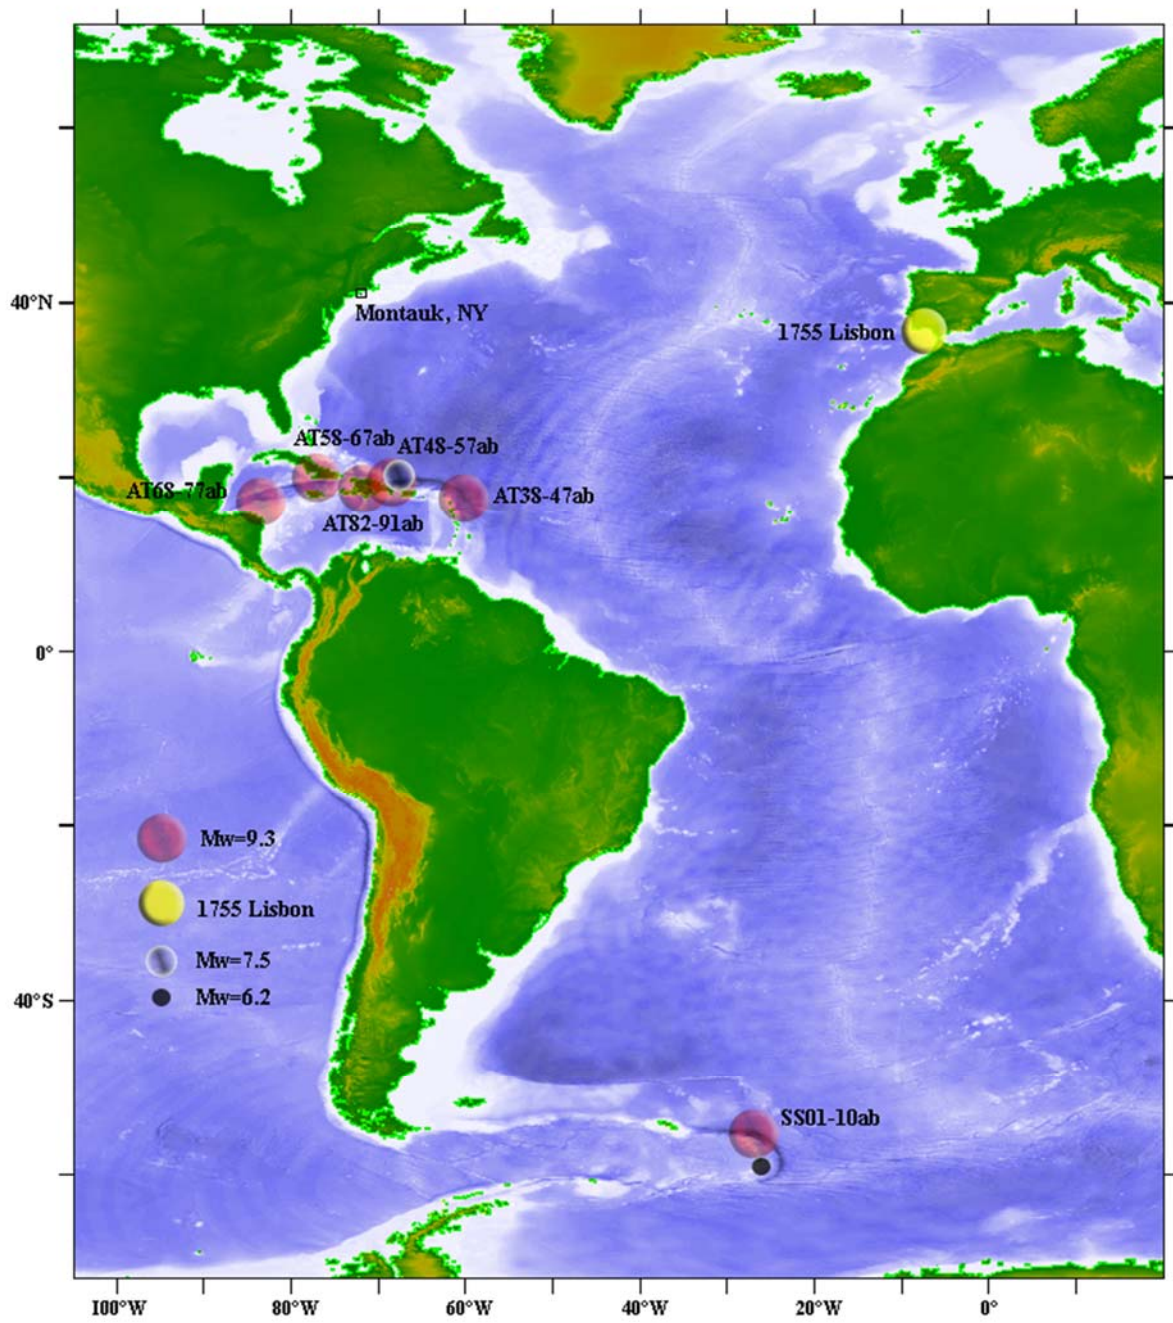 40°N
Montauk, NY
1755 Lisbon
AT58-67ab
AT48-57ab
AT68-77ab
AT38-47ab
AT82-91ab
0°
Mw=9.3
1755 Lisbon
Mw=7.5
Mw=6.2
40°S
SS01-10ab
100°W
80°W
60°W
40°W
20°W
0°